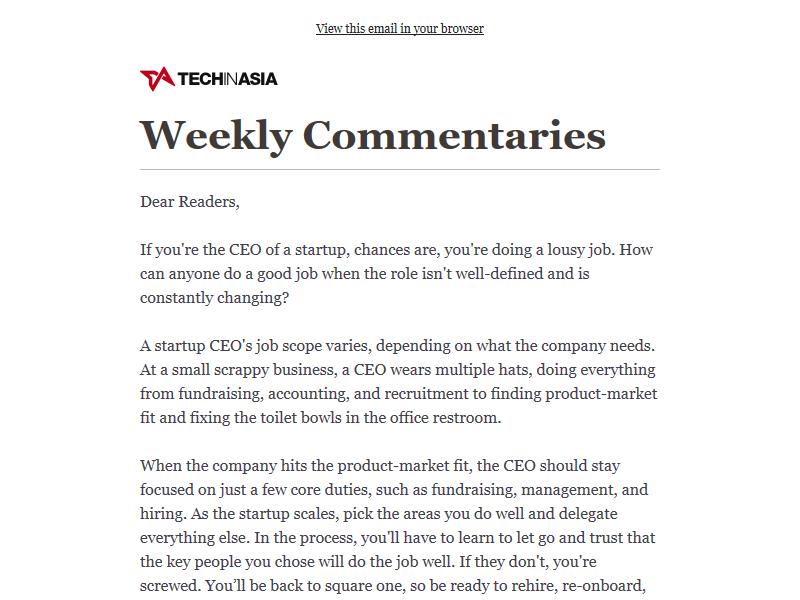 View this email in your browser
TECHINASIA
Weekly Commentaries
Dear Readers,
If you're the CEO of a startup, chances are, you're doing a lousy job. How
can anyone do a good job when the role isn't well-defined and is
constantly changing?
A startup CEO's job scope varies, depending on what the company needs.
At a small scrappy business, a CEO wears multiple hats, doing everything
from fundraising, accounting, and recruitment to finding product-market
fit and fixing the toilet bowls in the office restroom.
When the company hits the product-market fit, the CEO should stay
focused on just a few core duties, such as fundraising, management, and
hiring. As the startup scales, pick the areas you do well and delegate
everything else. In the process, you'll have to learn to let go and trust that
the key people you chose will do the job well. If they don't, you're
screwed. You’ll be back to square one, so be ready to rehire, re-onboard,